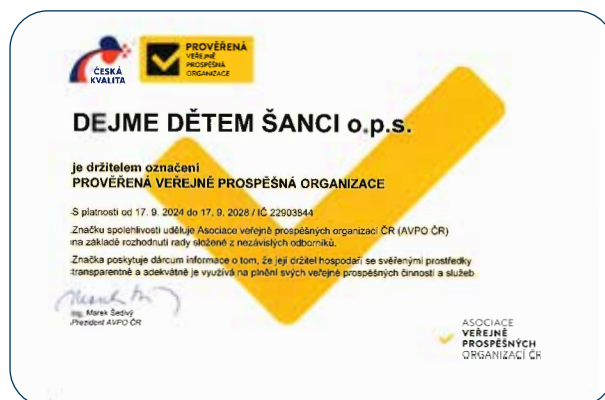 ČESKÁ
KVALITA
PROVĚŘENÁ
VEŘEJNĚ
PROSPĚŠNÁ
ORGANIZACE
DEJME DĚTEM ŠANCI o.p.s.
je držitelem označení
PROVĚŘENÁ VEŘEJNĚ PROSPĚŠNÁ ORGANIZACE
S platností od 17. 9. 2024 do 17. 9. 2028 / IČ 22903844
Značku spolehlivosti uděluje Asociace veřejně prospěšných organizací ČR (AVPO ČR)
na základě rozhodnutí rady složené z nezávislých odborníků.
Značka poskytuje dárcům informace o tom, že její držitel hospodaří se svěřenými prostředky
transparentně a adekvátně je využívá na plnění svých veřejně prospěšných činností a služeb
Ing. Marek Šedivý
Prezident AVPO ČR
ASOCIACE
VEŘEJNĚ
PROSPĚŠNÝCH
ORGANIZACÍ ČR